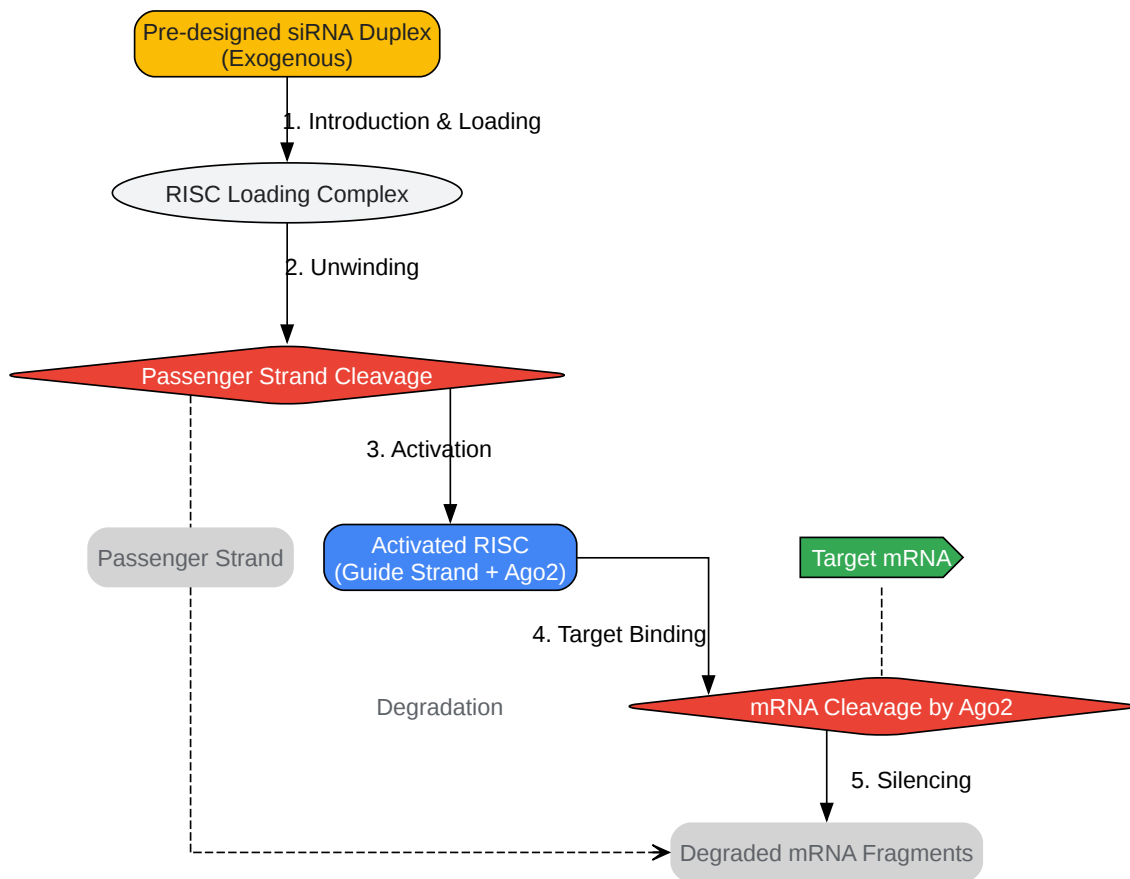 Pre-designed siRNA Duplex
(Exogenous)
1. Introduction & Loading
RISC Loading Complex
2. Unwinding
Passenger Strand Cleavage
3. Activation
Passenger Strand
Activated RISC
(Guide Strand + Ago2)
Target mRNA
4. Target Binding
Degradation
mRNA Cleavage by Ago2
5. Silencing
Degraded mRNA Fragments